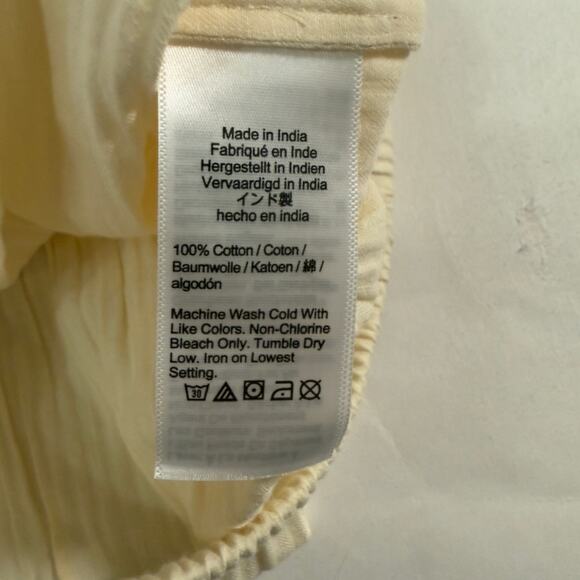 Made in India
Fabriqué en Inde
Hergestellt in Indien
Vervaardigd in India
インド製
hecho en india
100% Cotton / Coton /
Baumwolle / Katoen / 綿 /
algodón
Machine Wash Cold With
Like Colors. Non-Chlorine
Bleach Only. Tumble Dry
Low. Iron on Lowest
Setting.
30